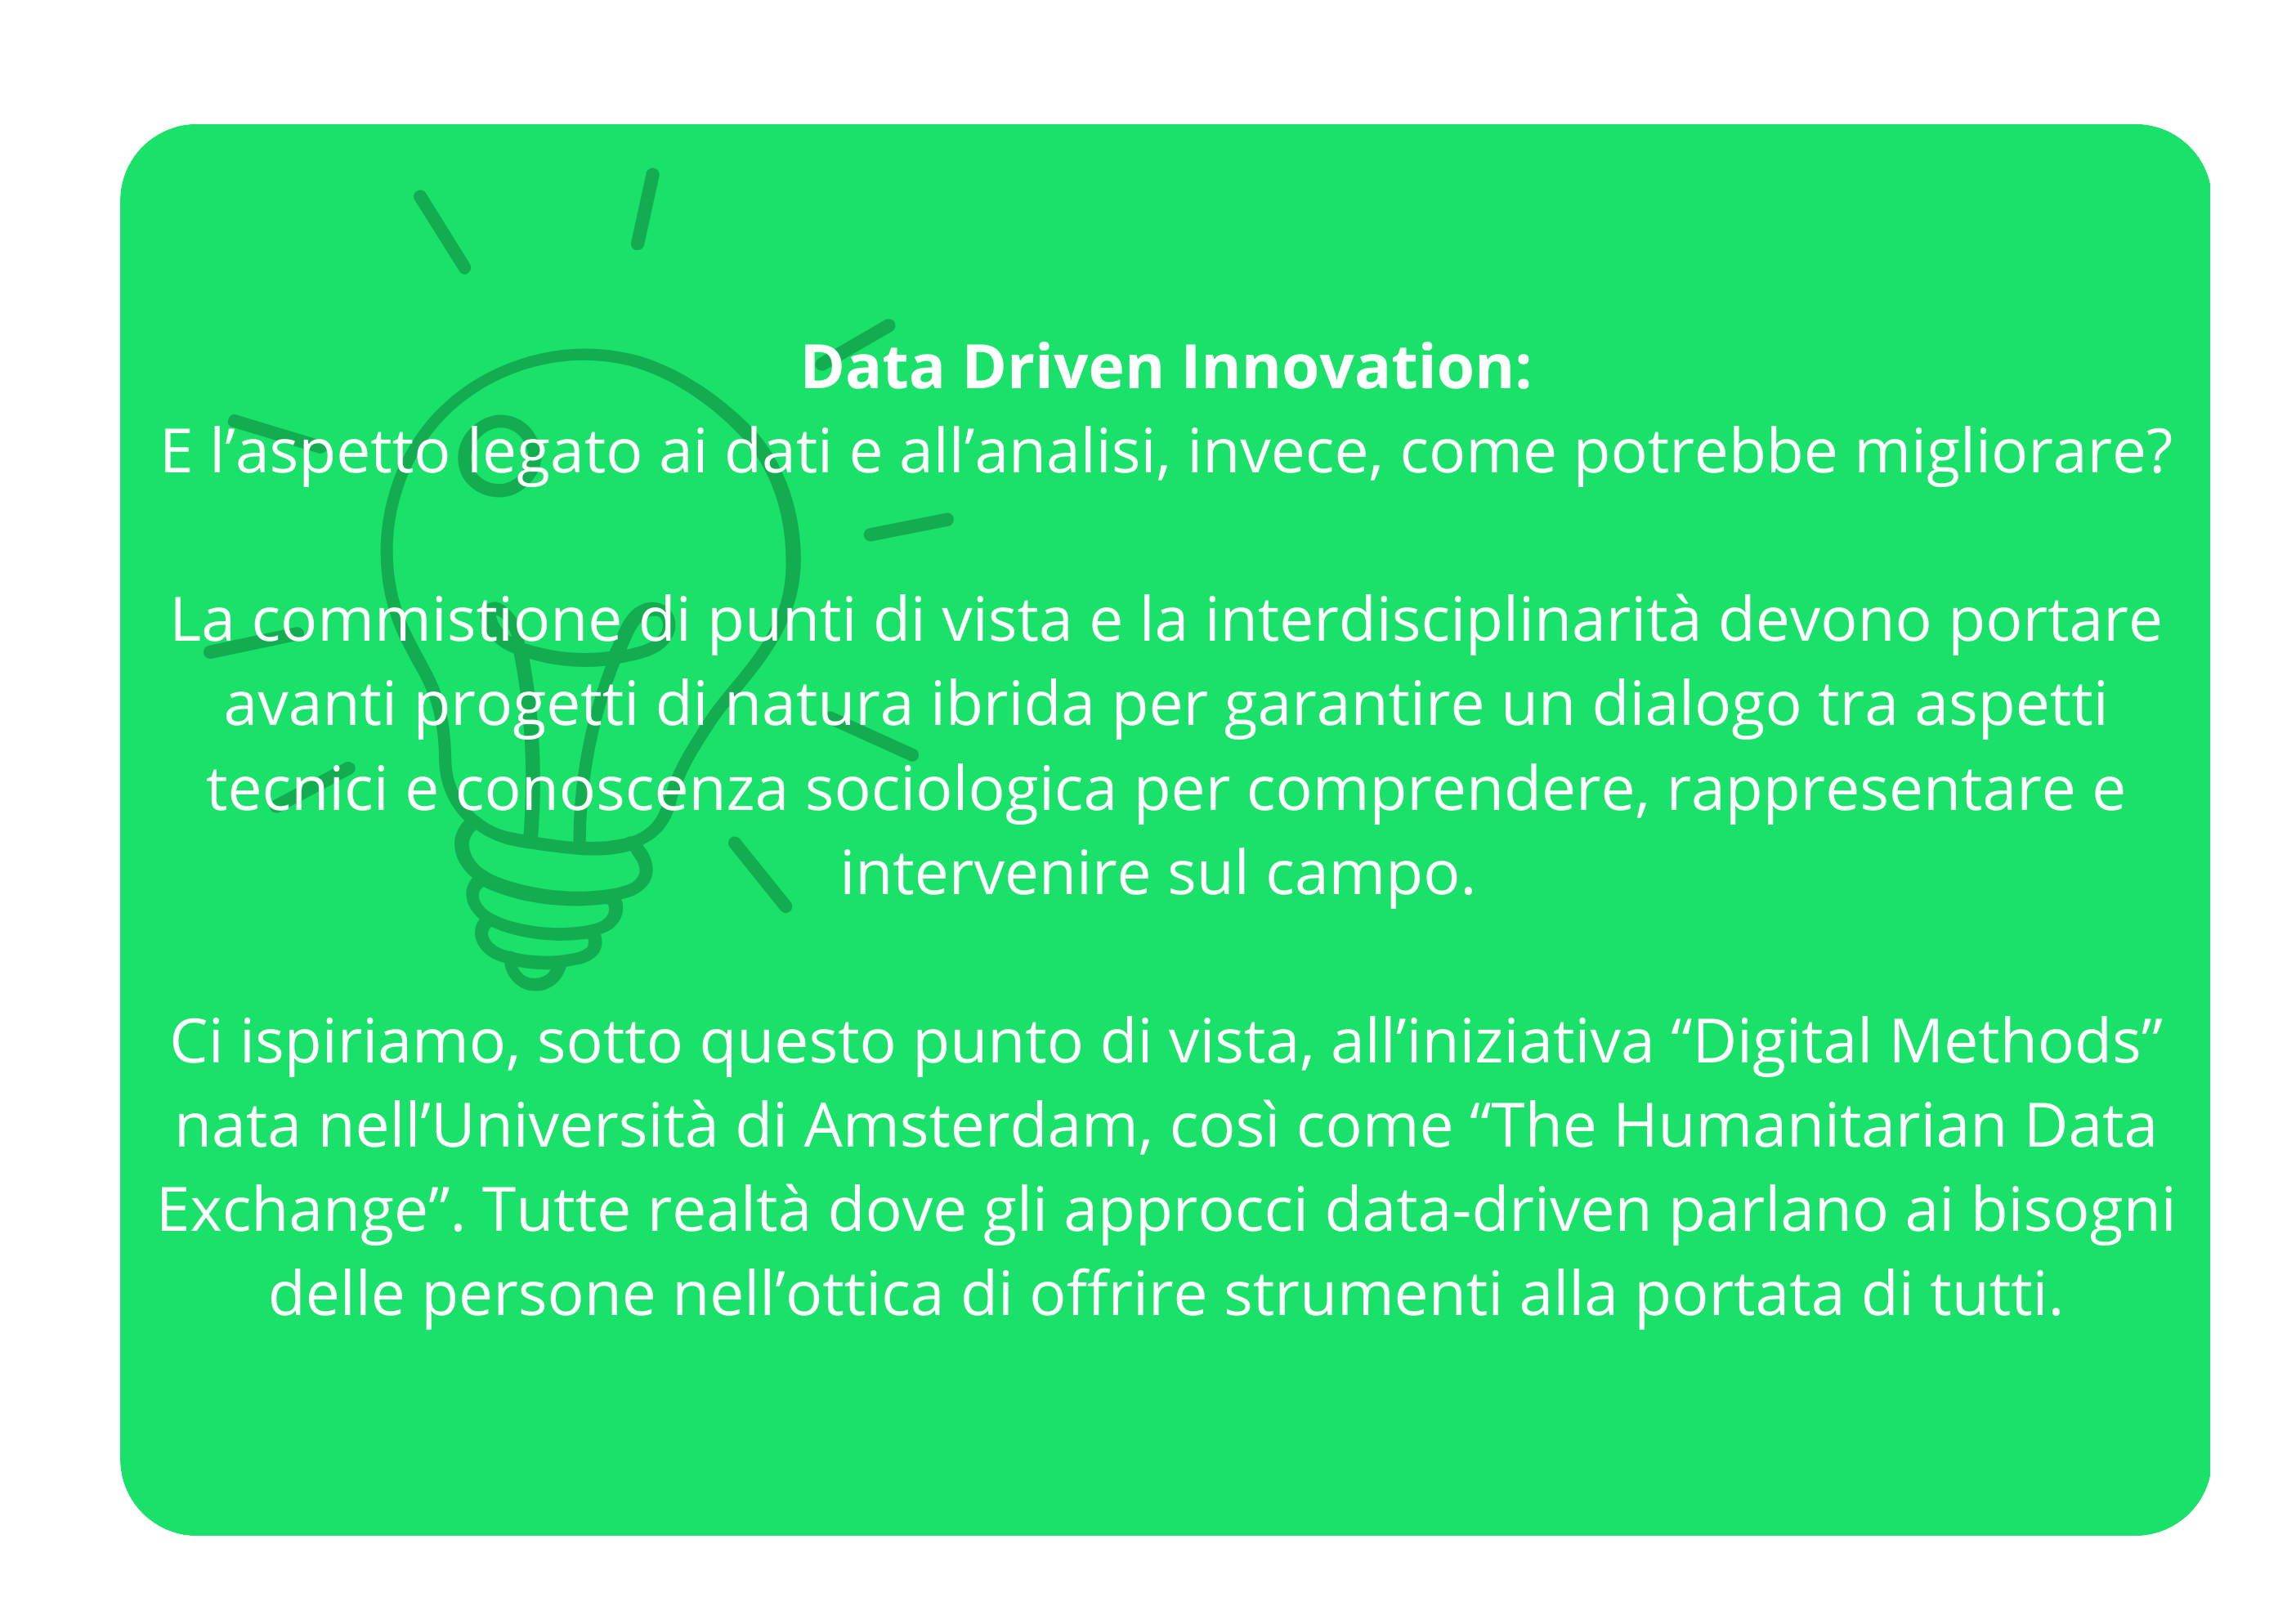 Data Driven Innovation:
E l’aspetto legato ai dati e all’analisi, invece, come potrebbe migliorare?
La commistione di punti di vista e la interdisciplinarità devono portare
avanti progetti di natura ibrida per garantire un dialogo tra aspetti
tecnici e conoscenza sociologica per comprendere, rappresentare e
intervenire sul campo.
Ci ispiriamo, sotto questo punto di vista, all’iniziativa “Digital Methods”
nata nell’Università di Amsterdam, così come “The Humanitarian Data
Exchange”. Tutte realtà dove gli approcci data-driven parlano ai bisogni
delle persone nell’ottica di offrire strumenti alla portata di tutti.